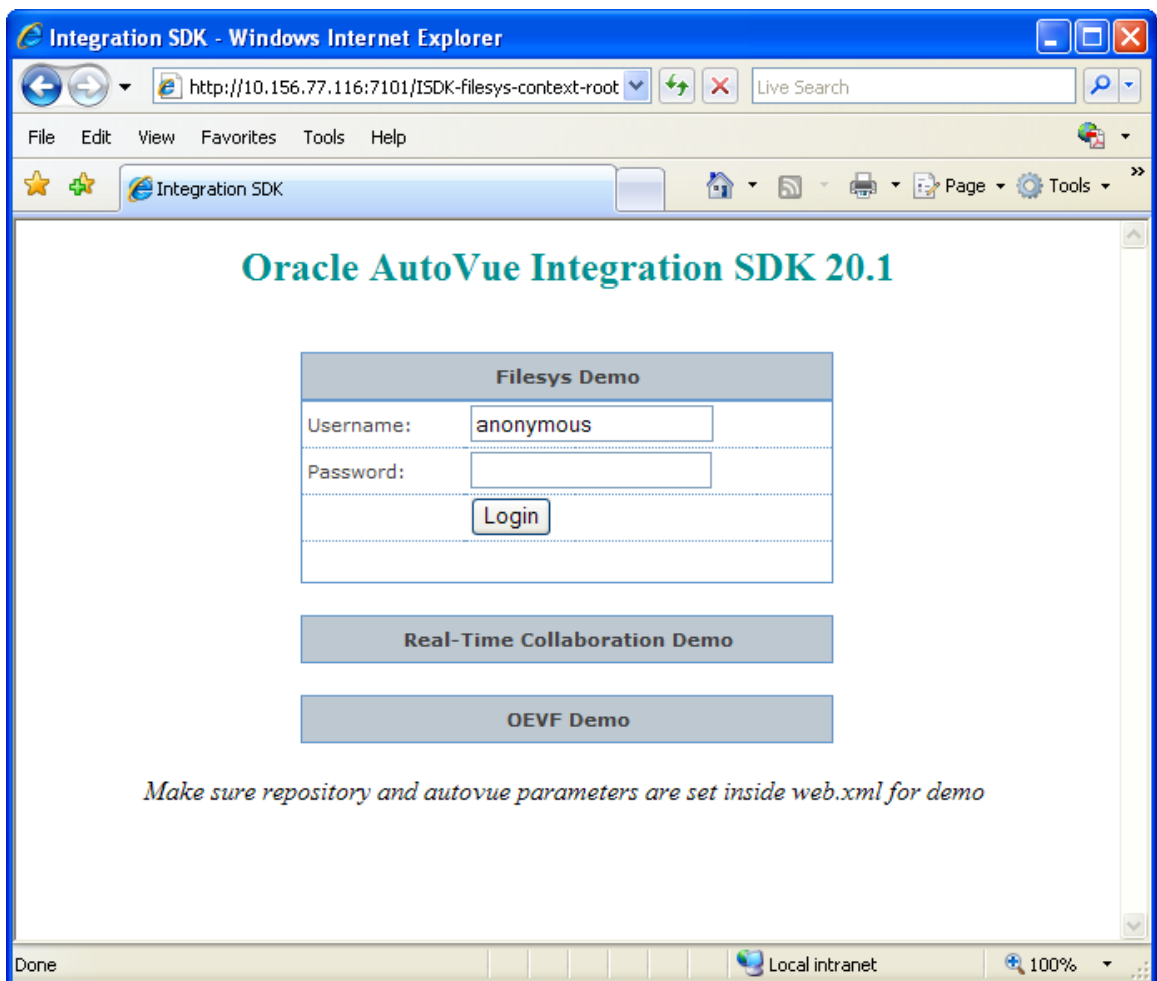 Integration SDK - Windows Internet Explorer
http://10.156.77.116:7101/ISDK-filesys-context-root
Live Search
File Edit View Favorites Tools Help
Integration SDK
Page Tools »
Oracle AutoVue Integration SDK 20.1
Filesys Demo
Username: anonymous
Password:
Login
Real-Time Collaboration Demo
OEVF Demo
Make sure repository and autovue parameters are set inside web.xml for demo
Done Local intranet 100%